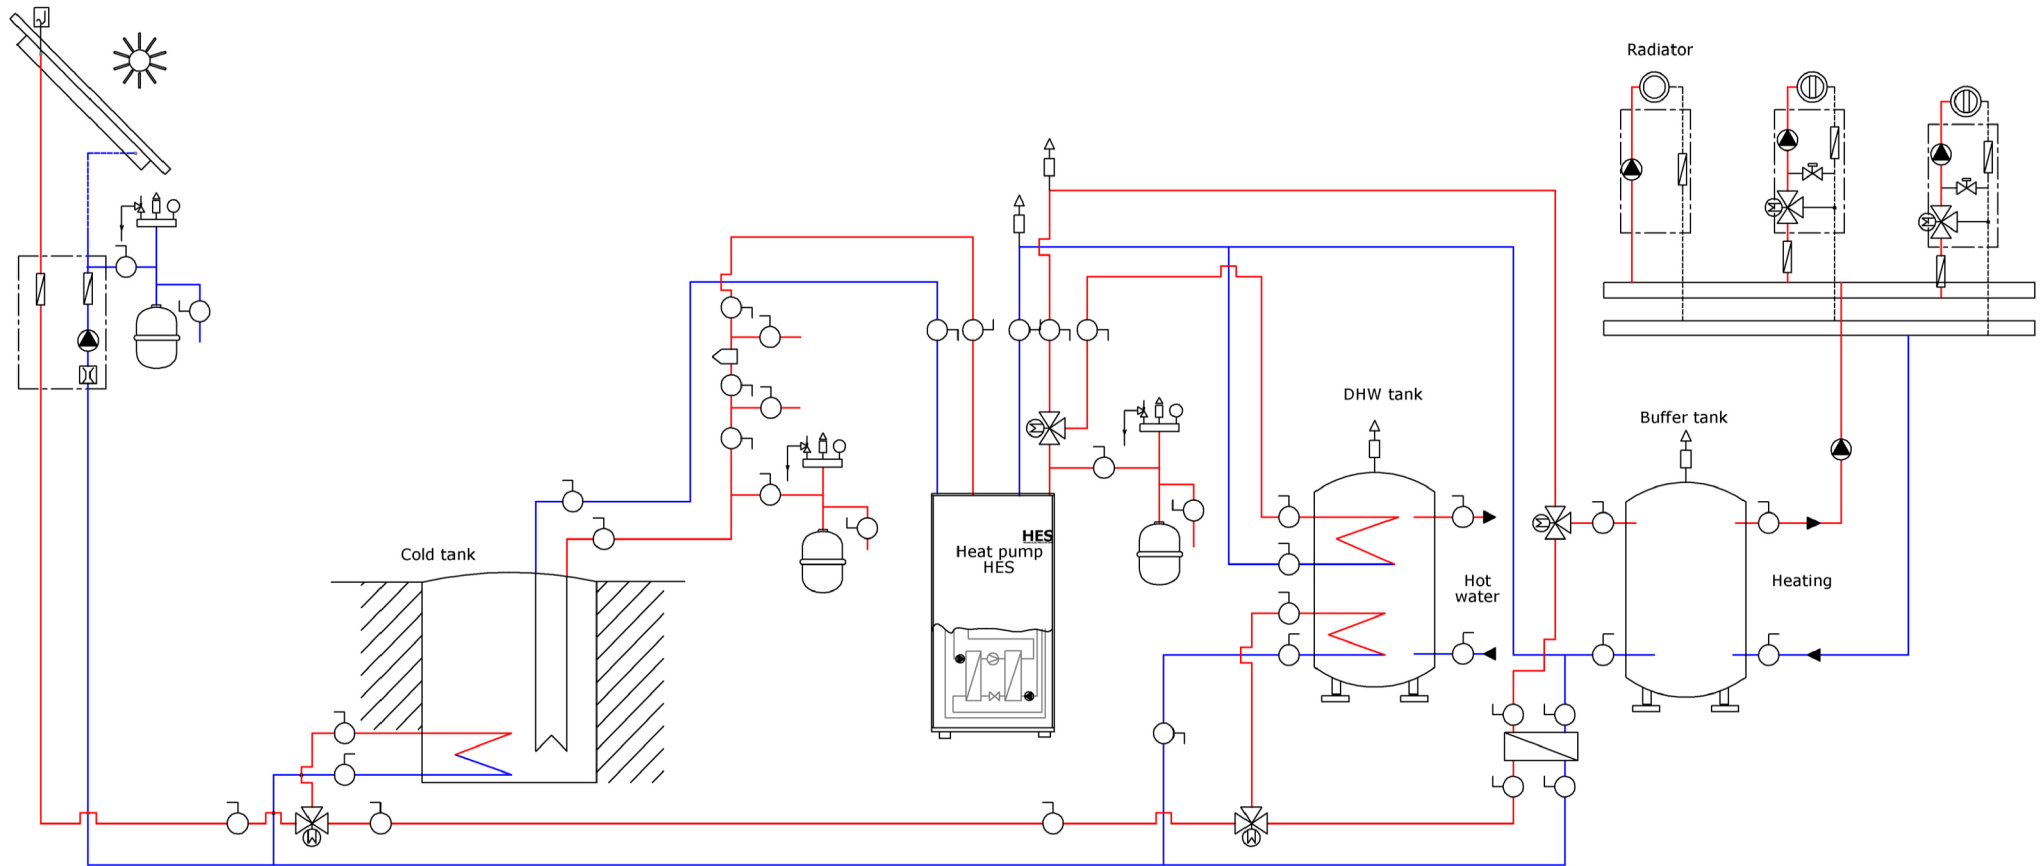 Radiator
DHW tank
Buffer tank
HES
Cold tank
Heat pump
HES
Hot
water
Heating